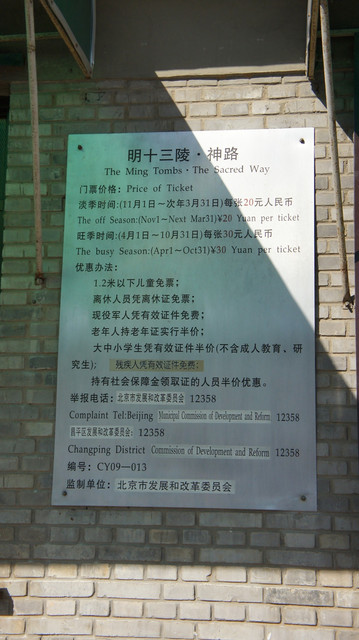 明十三陵·神路
The Ming Tombs · The Sacred Way
门票价格: Price of Ticket
淡季时间:(11月1日－次年3月31日)每张20元人民币
The off Season:(Nov1～Next Mar31)¥20 Yuan per ticket
旺季时间:(4月1日～10月31日)每张30元人民币
The busy Season:(Apr1～Oct31)¥30 Yuan per ticket
优惠办法:
1.2米以下儿童免票;
离休人员凭离休证免票;
现役军人凭有效证件免费;
老年人持老年证实行半价;
大中小学生凭有效证件半价(不含成人教育、研
究生); 残疾人凭有效证件免费;
持有社会保障金领取证的人员半价优惠。
举报电话: 北京市发展和改革委员会 12358
Complaint Tel:Beijing Municipal Commission of Development and Reform 12358
昌平区发展和改革委员会: 12358
Changping District Commission of Development and Reform 12358
编号: CY09—013
监制单位: 北京市发展和改革委员会